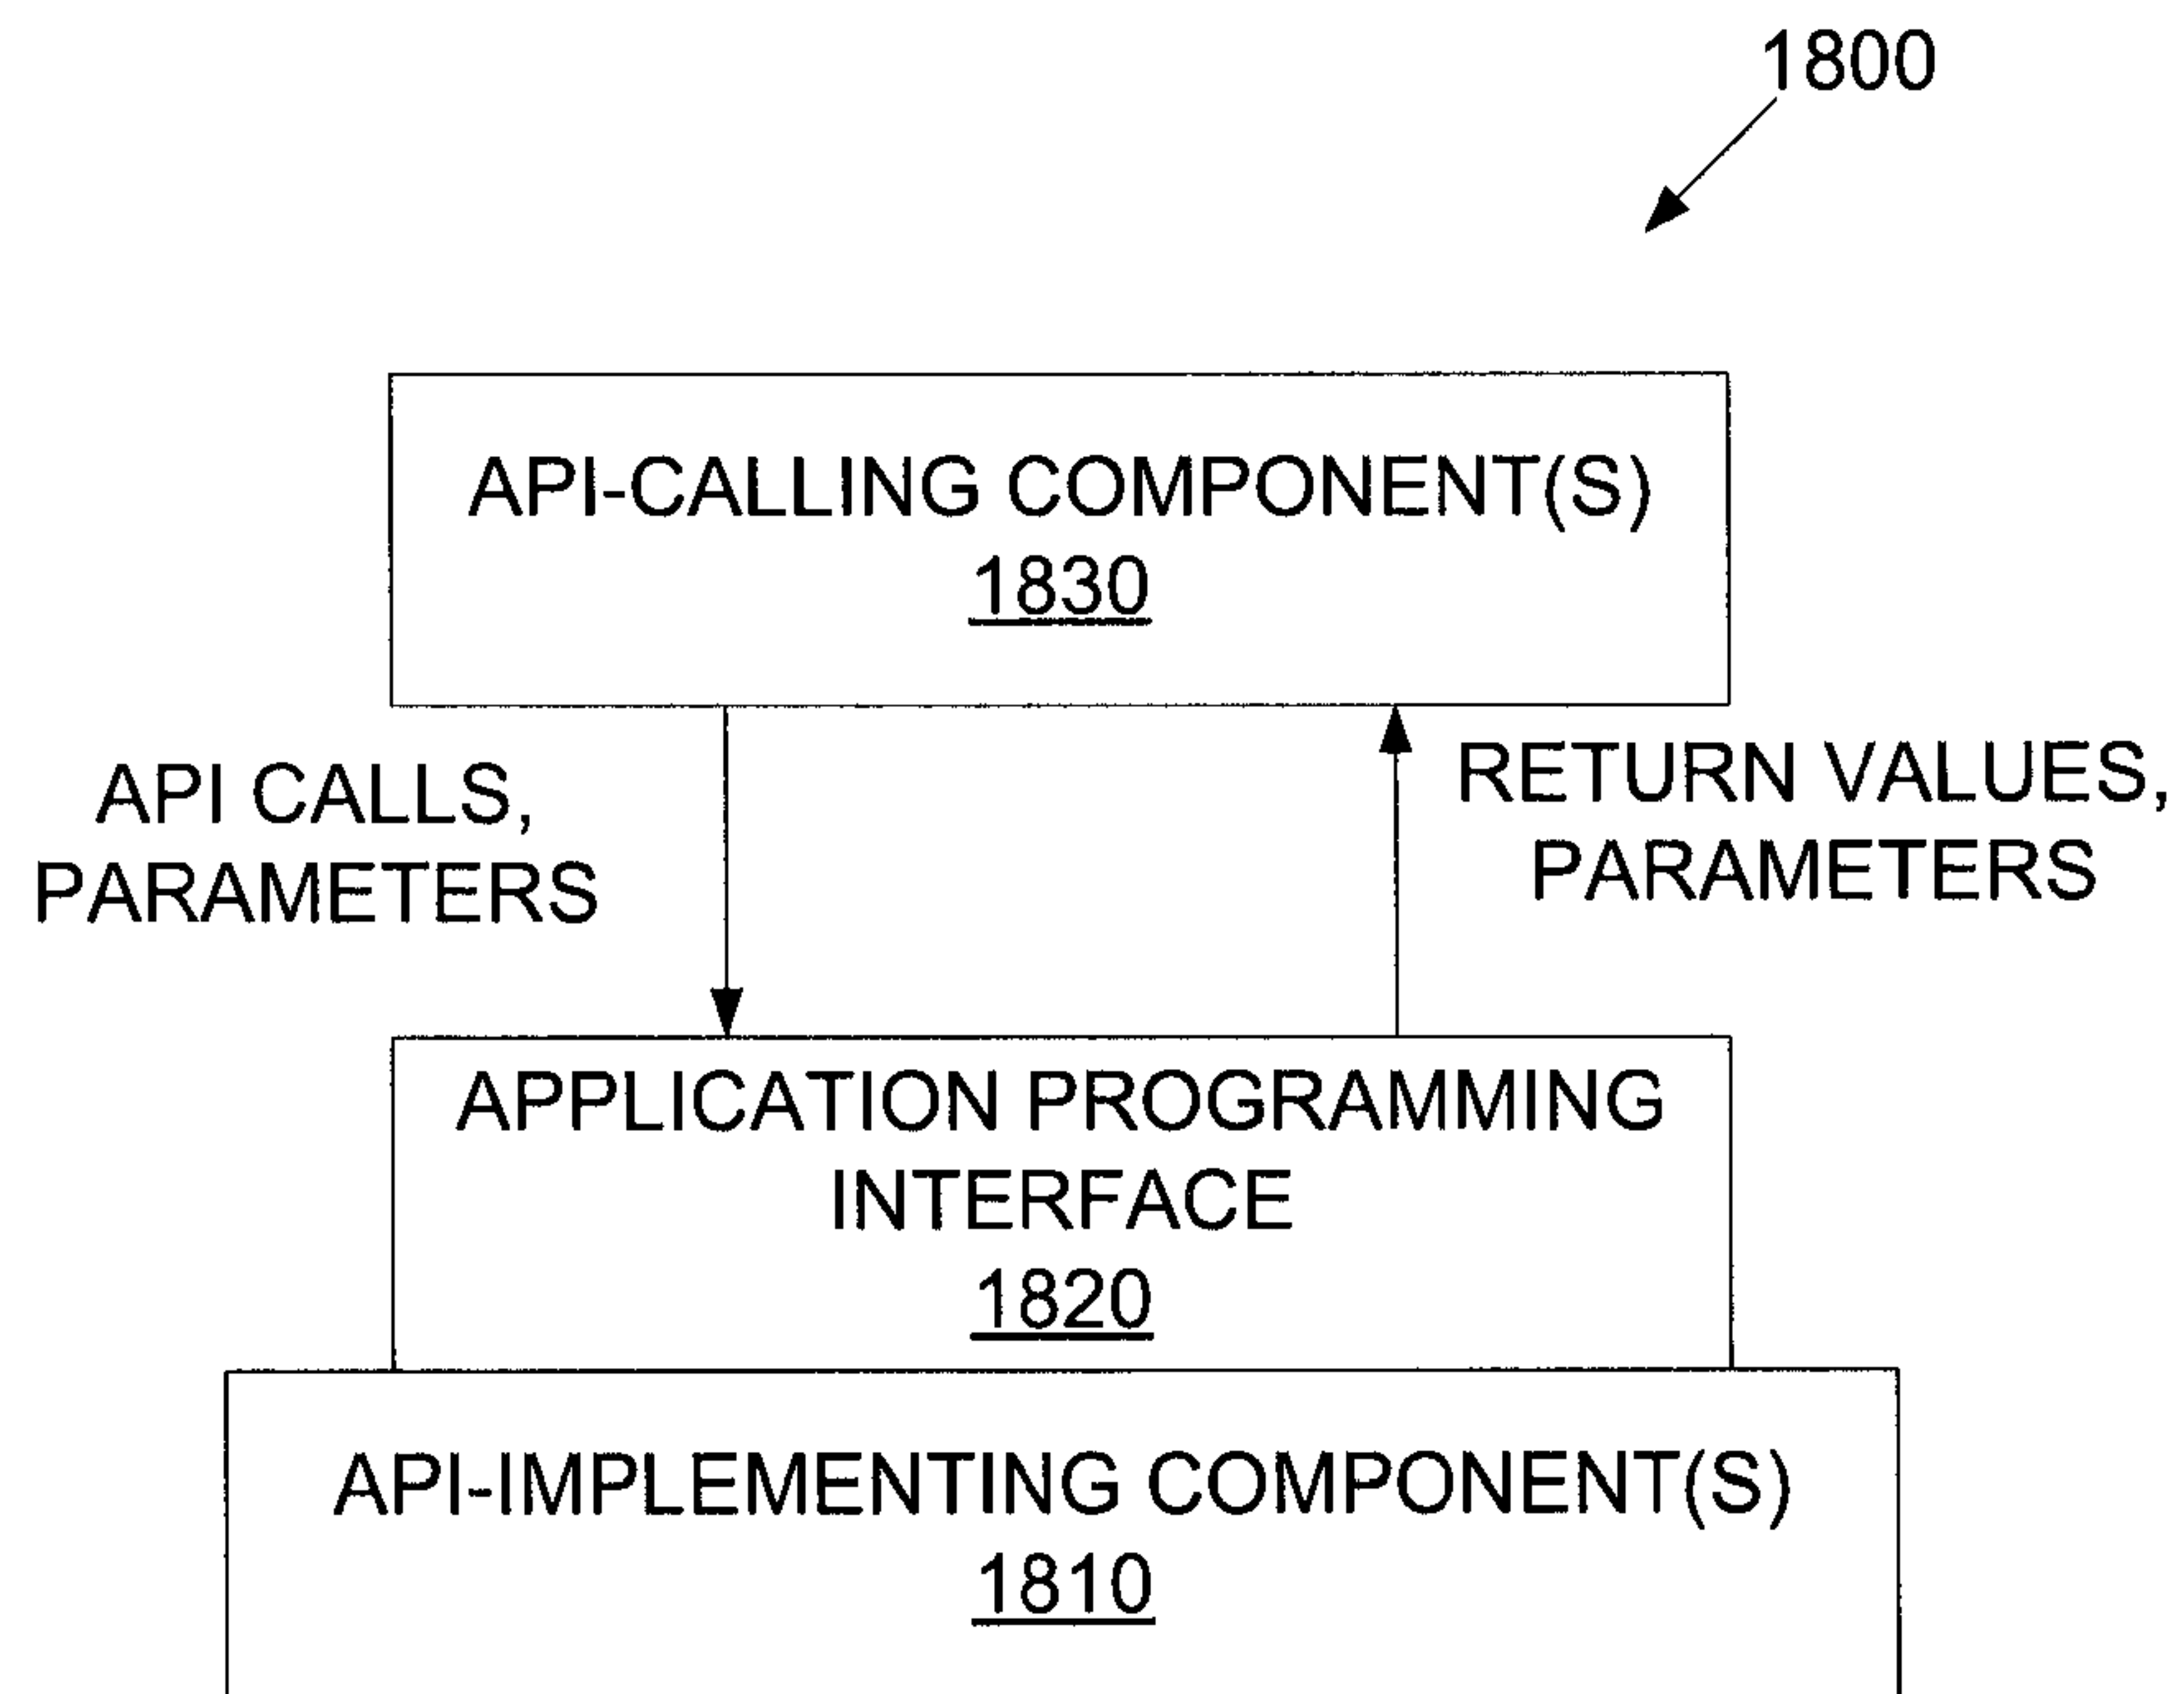 1800
API-CALLING COMPONENT(S)
1830
API CALLS,
PARAMETERS
RETURN VALUES,
PARAMETERS
APPLICATION PROGRAMMING
INTERFACE
1820
API-IMPLEMENTING COMPONENT(S)
1810